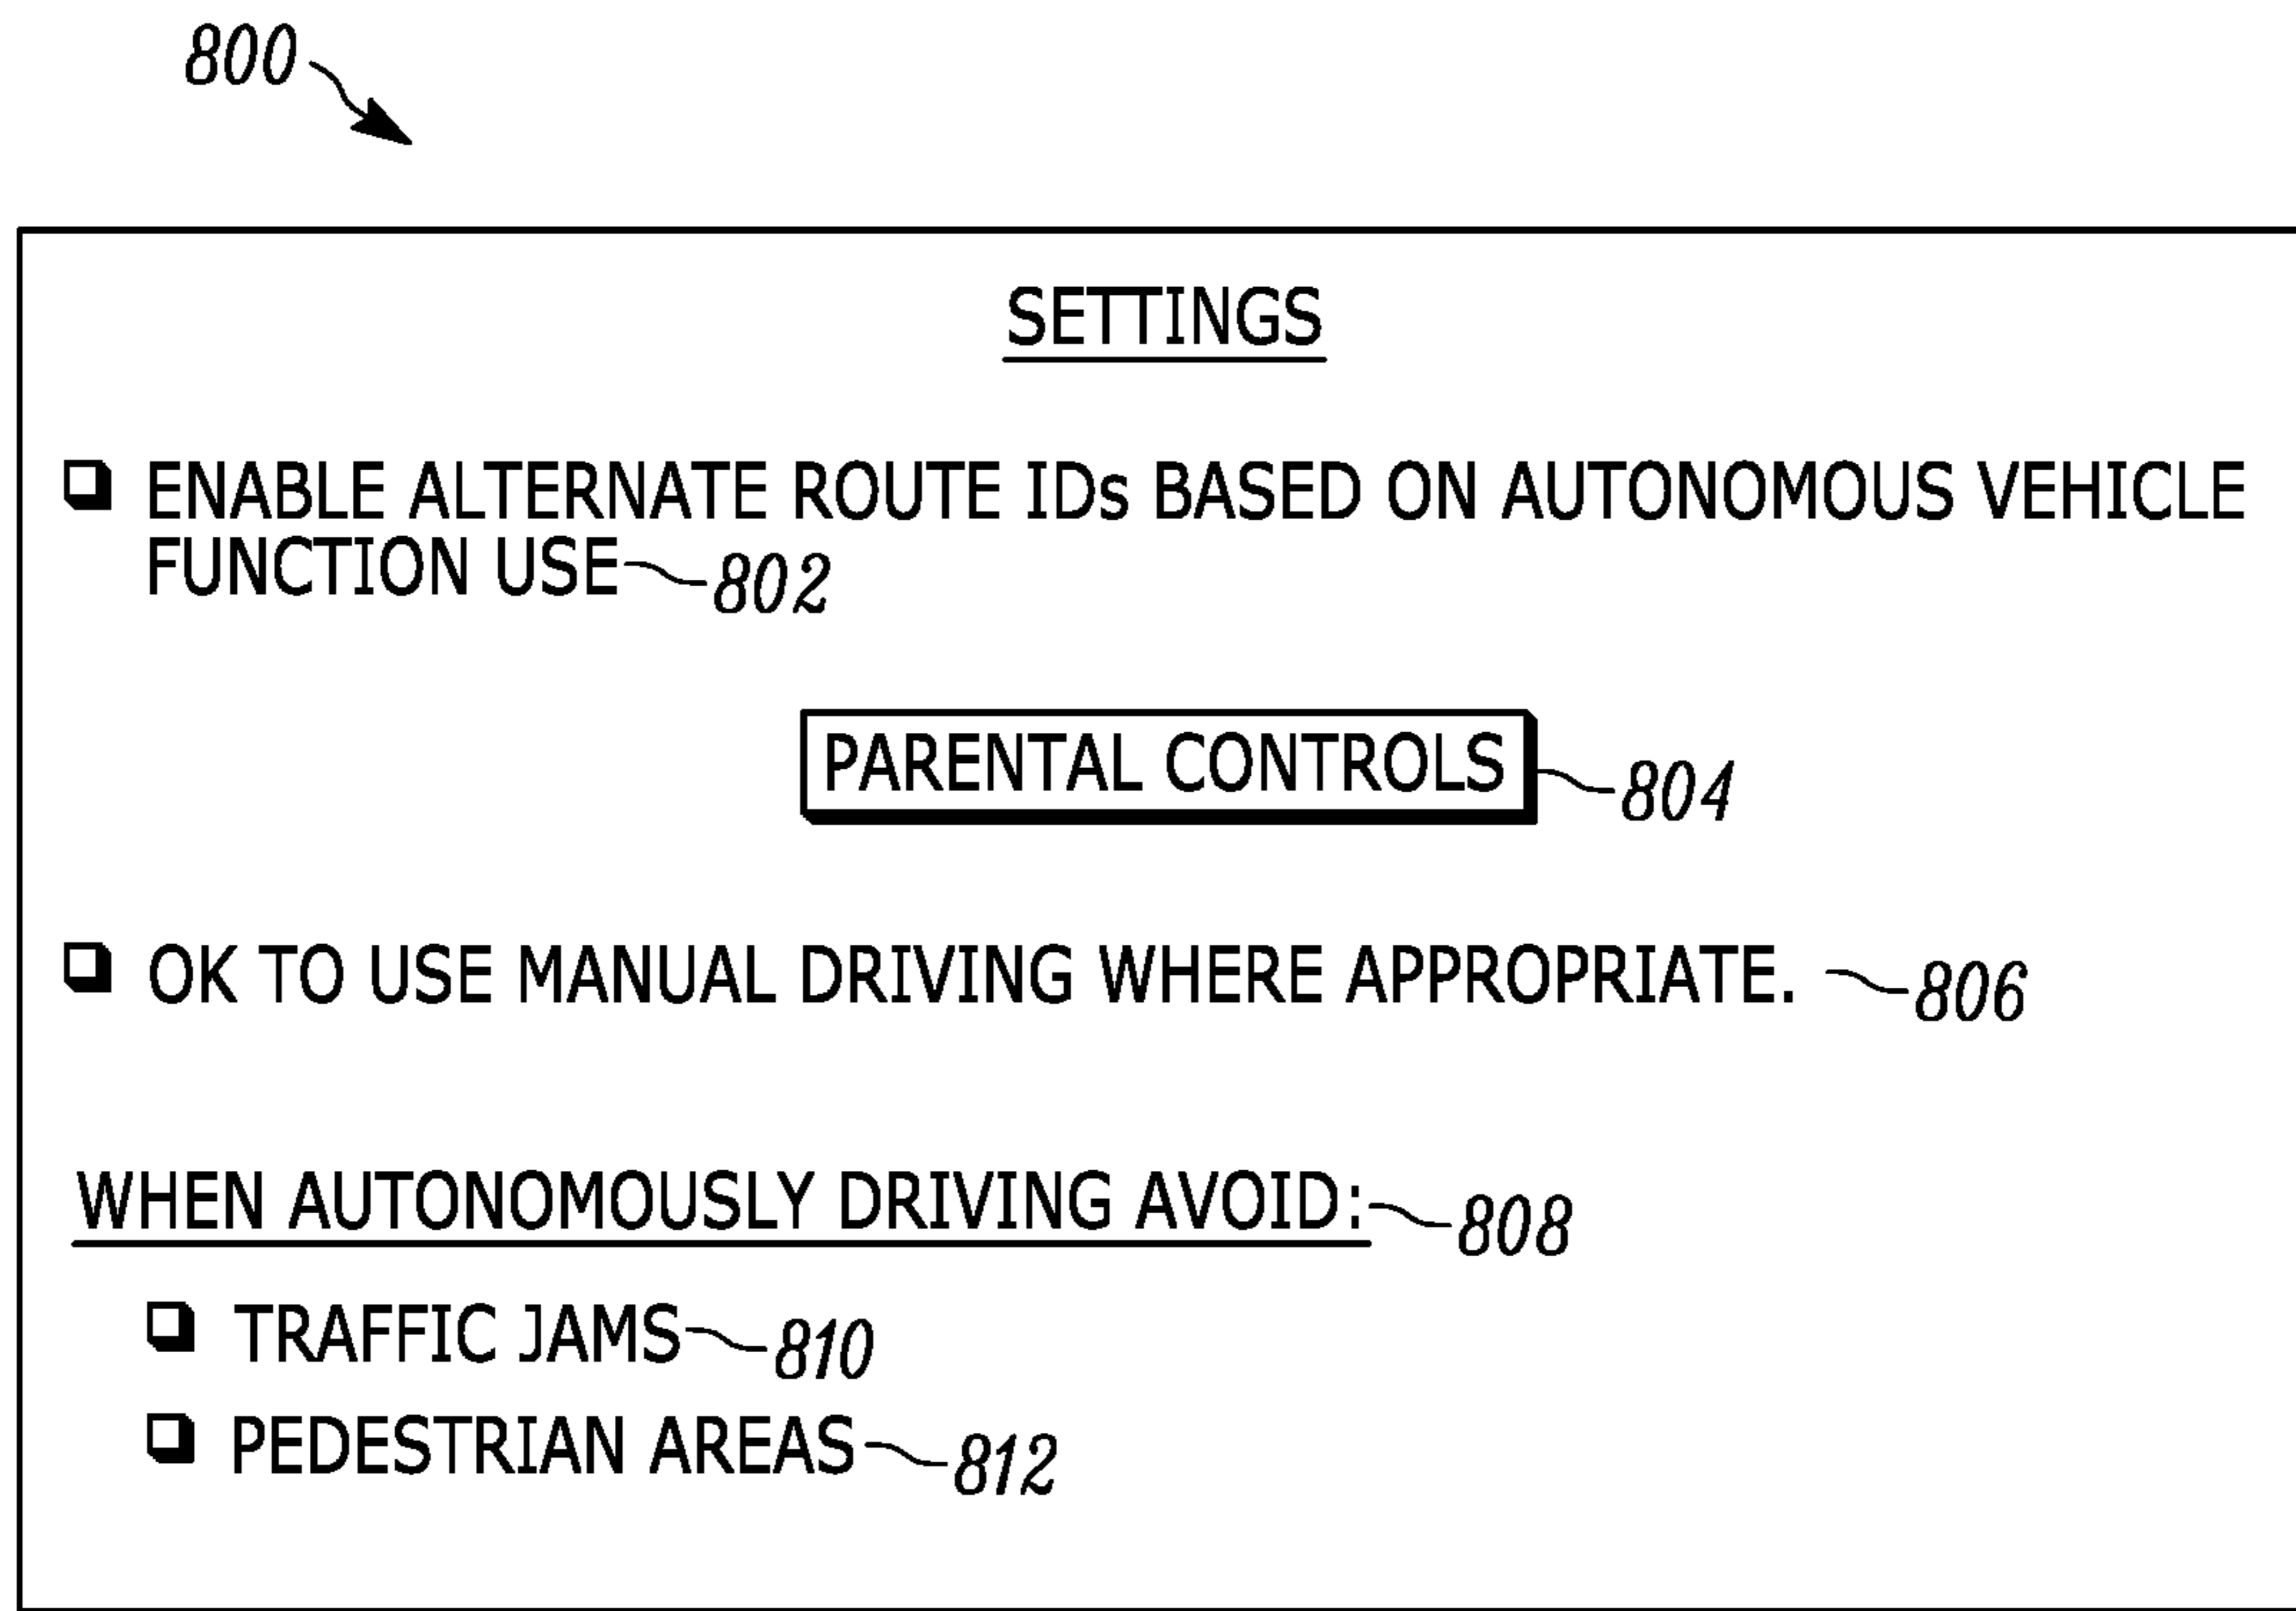 800
SETTINGS
ENABLE ALTERNATE ROUTE IDs BASED ON AUTONOMOUS VEHICLE
FUNCTION USE 802
PARENTAL CONTROLS 804
OK TO USE MANUAL DRIVING WHERE APPROPRIATE. 806
WHEN AUTONOMOUSLY DRIVING AVOID: 808
TRAFFIC JAMS 810
PEDESTRIAN AREAS 812